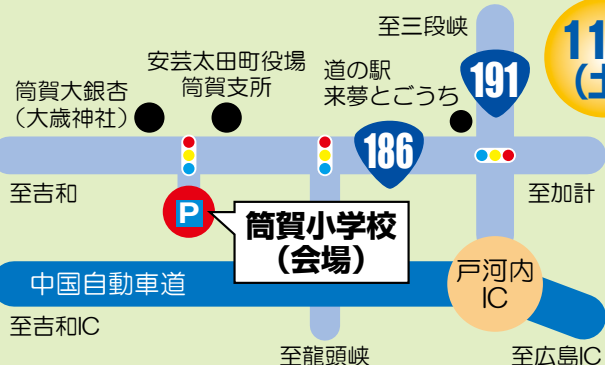 至三段峡
11
(土
安芸太田町役場
筒賀支所
道の駅
来夢とごうち
191
筒賀大銀杏
(大歳神社)
186
至吉和
至加計
P
筒賀小学校
(会場)
中国自動車道
戸河内
IC
至吉和IC
至龍頭峡
至広島IC